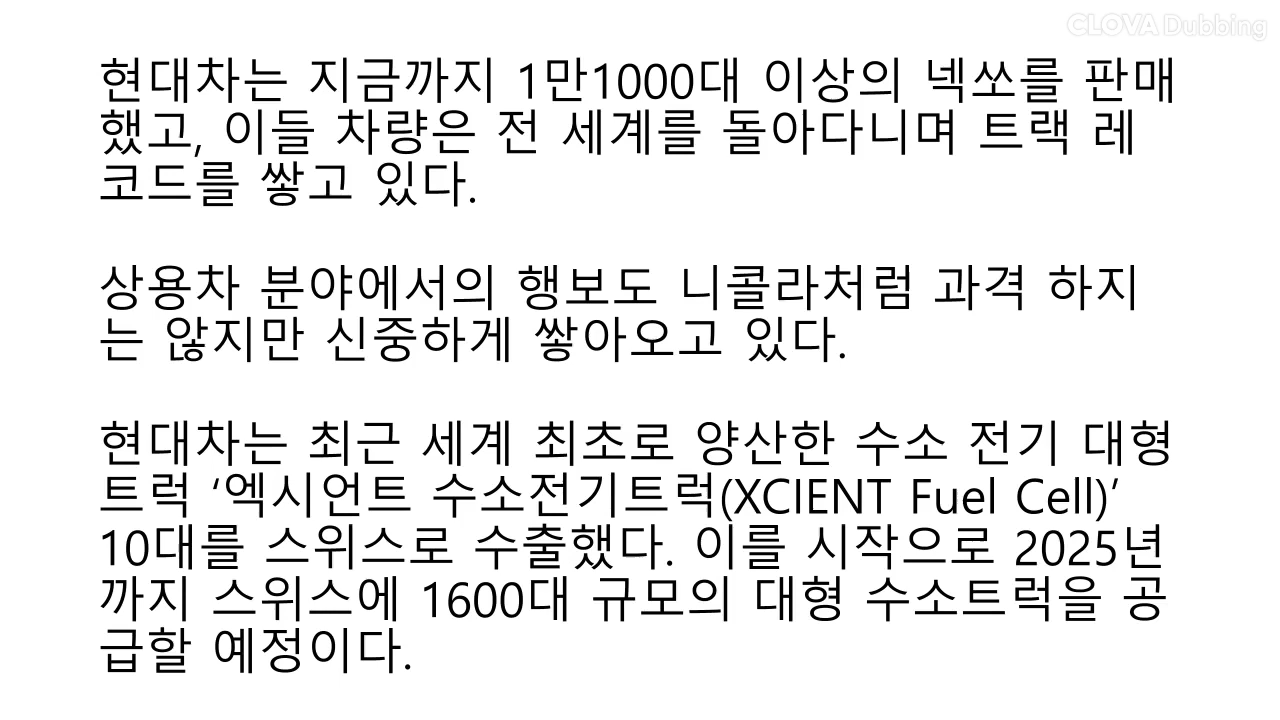 CLOVA Dubbing
현대차는 지금까지 1만1000대 이상의 넥쏘를 판매
했고, 이들 차량은 전 세계를 돌아다니며 트랙 레
코드를 쌓고 있다.
상용차 분야에서의 행보도 니콜라처럼 과격 하지
는 않지만 신중하게 쌓아오고 있다.
현대차는 최근 세계 최초로 양산한 수소 전기 대형
트럭 ‘엑시언트 수소전기트럭(XCIENT Fuel Cell)’
10대를 스위스로 수출했다. 이를 시작으로 2025년
까지 스위스에 1600대 규모의 대형 수소트럭을 공
급할 예정이다.